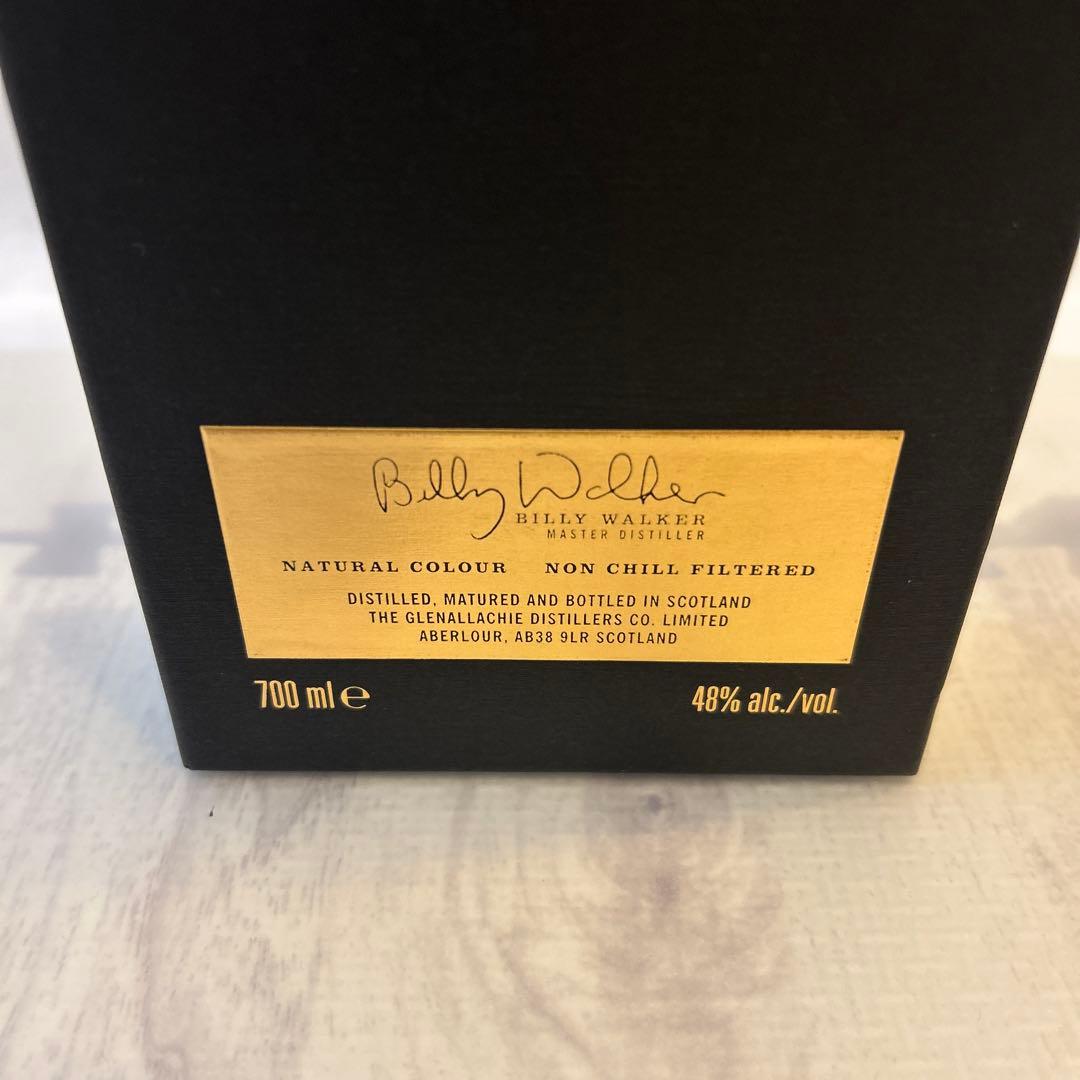 Billy Walker
BILLY WALKER
MASTER DISTILLER
NATURAL COLOUR NON CHILL FILTERED
DISTILLED, MATURED AND BOTTLED IN SCOTLAND
THE GLENALLACHIE DISTILLERS CO. LIMITED
ABERLOUR, AB38 9LR SCOTLAND
700 ml ℮ 48% alc./vol.